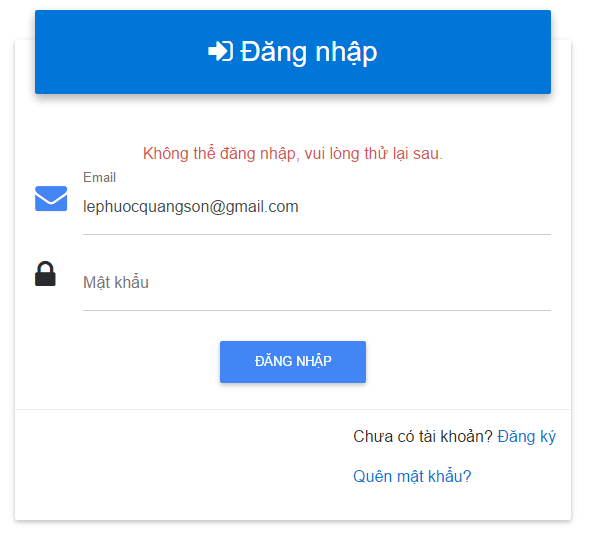 Đăng nhập
Không thể đăng nhập, vui lòng thử lại sau.
Email
lephuocquangson@gmail.com
Mật khẩu
ĐĂNG NHẬP
Chưa có tài khoản? Đăng ký
Quên mật khẩu?